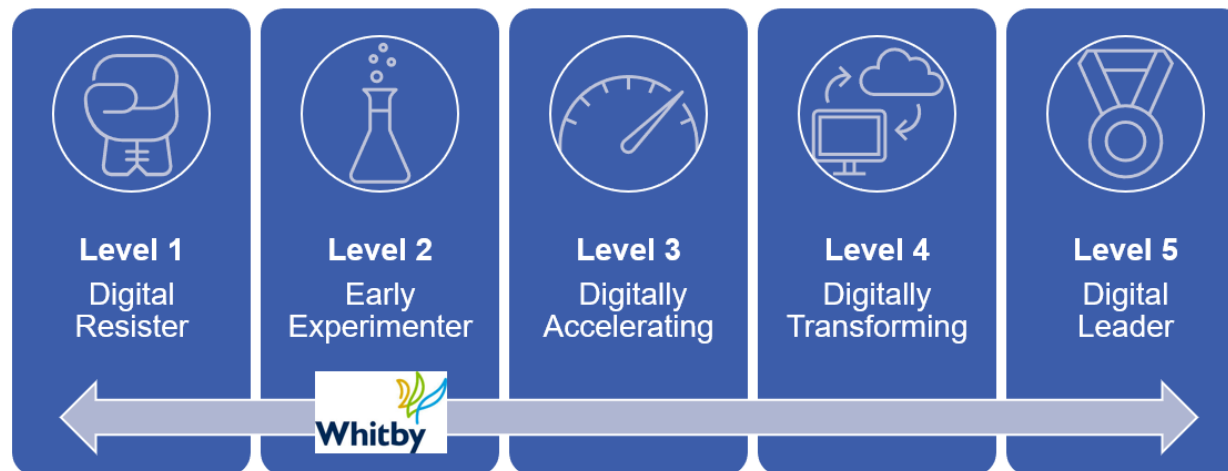 Level 1
Digital
Resister
Level 2
Early
Experimenter
Level 3
Digitally
Accelerating
Level 4
Digitally
Transforming
Level 5
Digital
Leader
Whitby